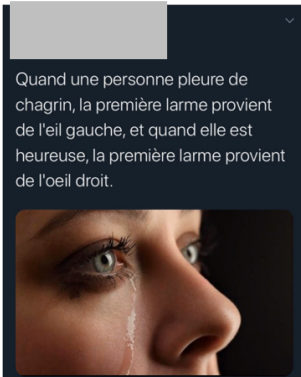 Quand une personne pleure de
chagrin, la première larme provient
de l'eil gauche, et quand elle est
heureuse, la première larme provient
de l'oeil droit.